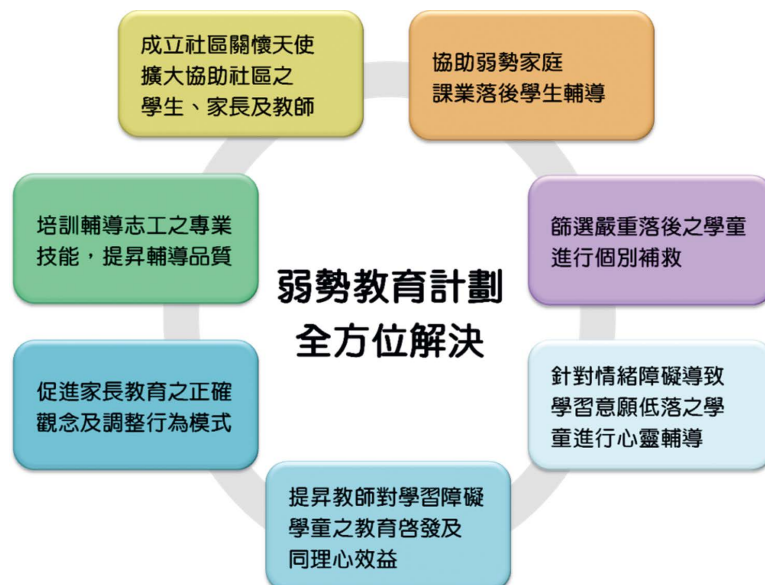 成立社區關懷天使
擴大協助社區之
學生、家長及教師
協助弱勢家庭
課業落後學生輔導
培訓輔導志工之專業
技能，提昇輔導品質
篩選嚴重落後之學童
進行個別補救
弱勢教育計劃
全方位解決
促進家長教育之正確
觀念及調整行為模式
針對情緒障礙導致
學習意願低落之學
童進行心靈輔導
提昇教師對學習障礙
學童之教育啓發及
同理心效益